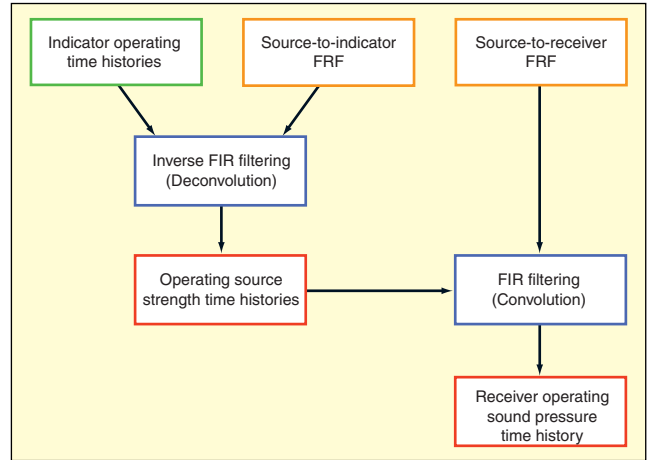 Indicator operating
time histories
Source-to-indicator
FRF
Source-to-receiver
FRF
Inverse FIR filtering
(Deconvolution)
Operating source
strength time histories
FIR filtering
(Convolution)
Receiver operating
sound pressure
time history